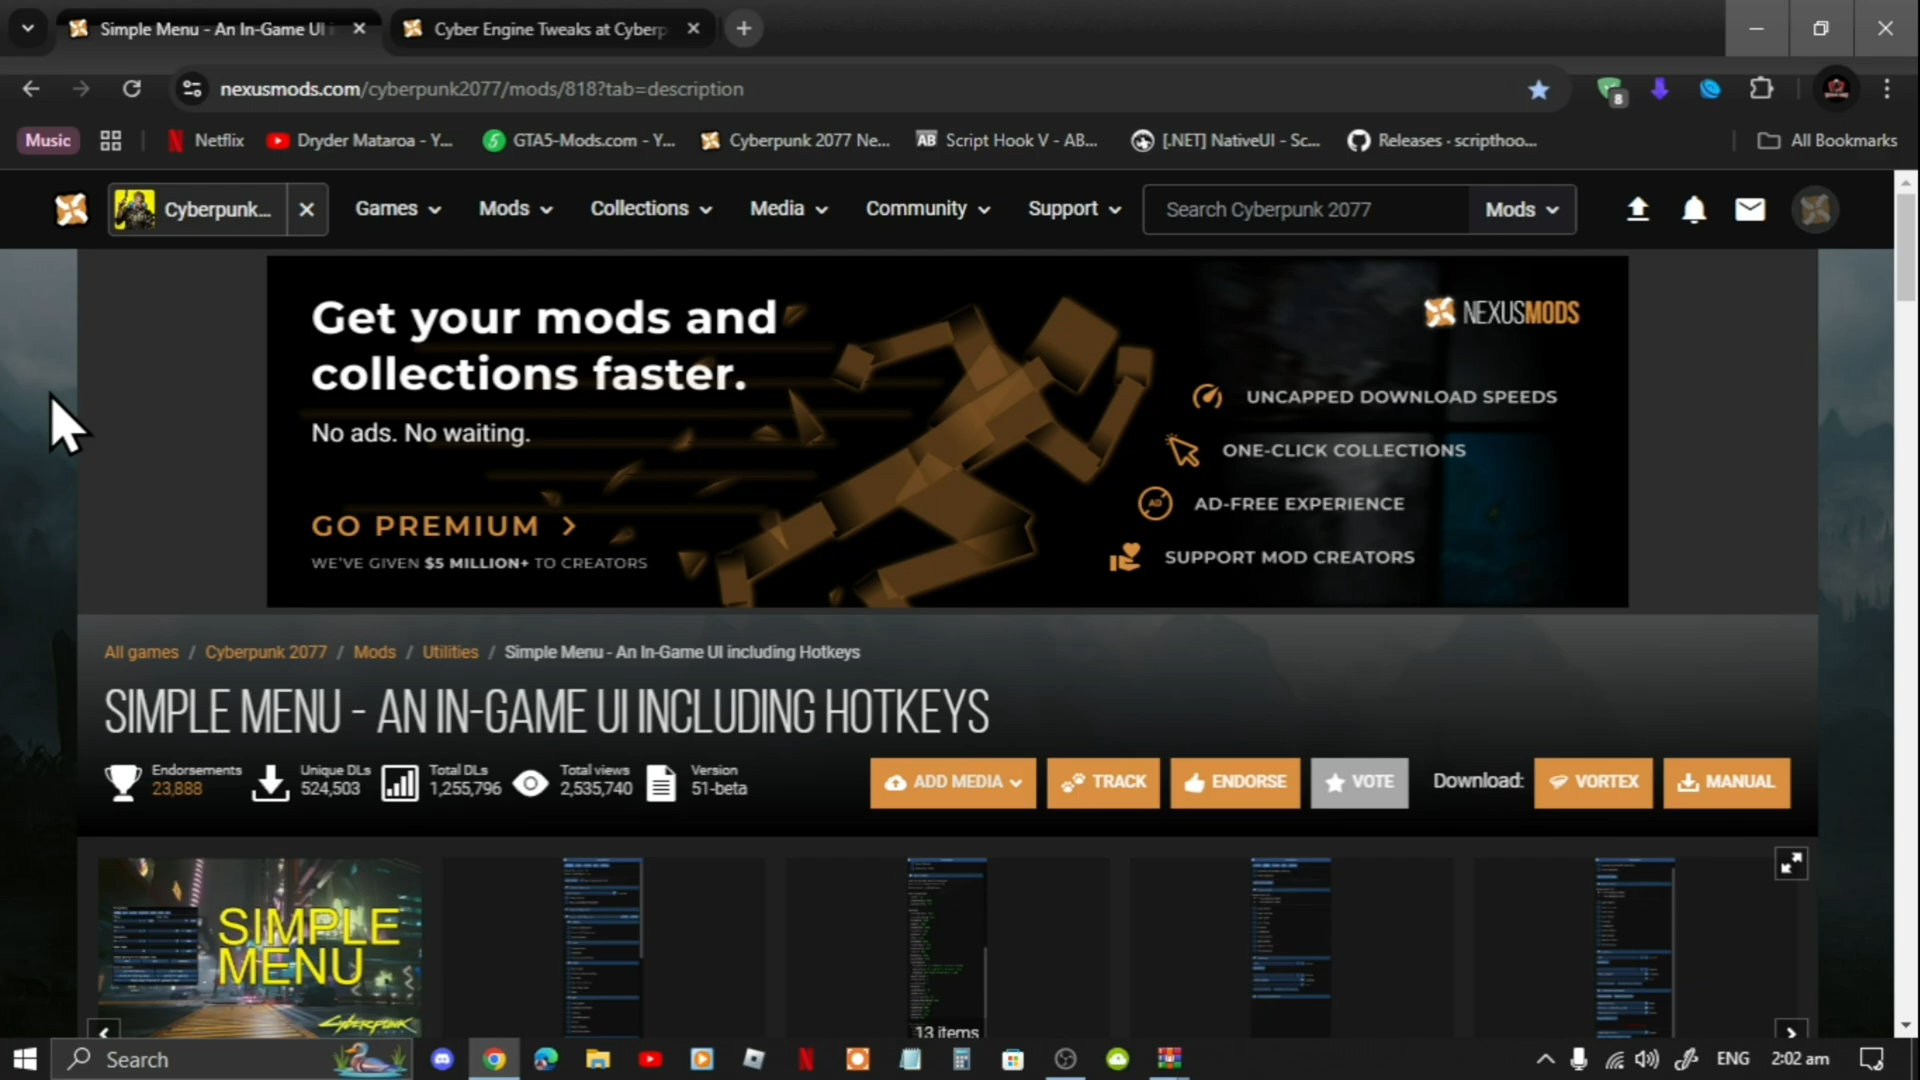 Simple Menu - An In-Game UI i
Cyber Engine Tweaks at Cyberp
nexusmods.com/cyberpunk2077/mods/818?tab=description
8
Music
Netflix
Dryder Mataroa - Y...
GTA5-Mods.com - Y...
Cyberpunk 2077 Ne...
AB
Script Hook V - AB...
[.NET] NativeUI - Sc...
Releases · scripthoo...
All Bookmarks
Cyberpunk...
Games
Mods
Collections
Media
Community
Support
Search Cyberpunk 2077
Mods
Get your mods and
collections faster.
No ads. No waiting.
GO PREMIUM
WE'VE GIVEN $5 MILLION+ TO CREATORS
NEXUSMODS
UNCAPPED DOWNLOAD SPEEDS
ONE-CLICK COLLECTIONS
AD
AD-FREE EXPERIENCE
SUPPORT MOD CREATORS
All games / Cyberpunk 2077 / Mods / Utilities / Simple Menu - An In-Game UI including Hotkeys
SIMPLE MENU - AN IN-GAME UI INCLUDING HOTKEYS
Endorsements
23,888
Unique DLs
524,503
Total DLs
1,255,796
Total views
2,535,740
Version
51-beta
ADD MEDIA
TRACK
ENDORSE
VOTE
Download:
VORTEX
MANUAL
SIMPLE
MENU
Cyberpunk
13 items
Search
ENG
2:02 am